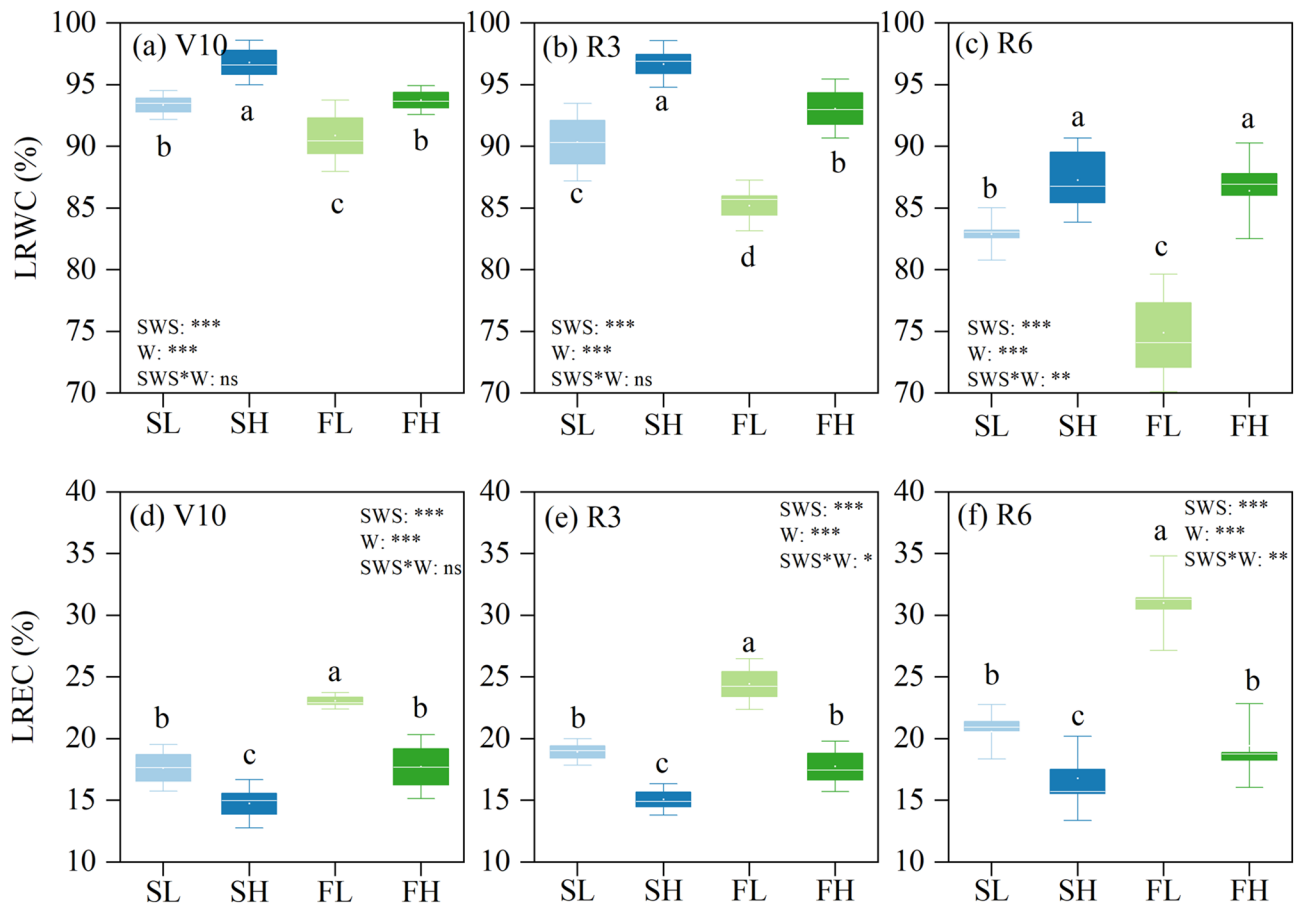 (a) V10
(b) R3
(c) R6
LRWC (%)
100
95
90
85
80
75
70
b
a
c
b
SWS: ***
W: ***
SWS*W: ns
SL SH FL FH
100
95
90
85
80
75
70
c
a
d
b
SWS: ***
W: ***
SWS*W: ns
SL SH FL FH
100
95
90
85
80
75
70
b
a
c
a
SWS: ***
W: ***
SWS*W: **
SL SH FL FH
(d) V10
(e) R3
(f) R6
LREC (%)
40
35
30
25
20
15
10
b
c
a
b
SWS: ***
W: ***
SWS*W: ns
SL SH FL FH
40
35
30
25
20
15
10
b
c
a
b
SWS: ***
W: ***
SWS*W: *
SL SH FL FH
40
35
30
25
20
15
10
b
c
a
b
SWS: ***
W: ***
SWS*W: **
SL SH FL FH